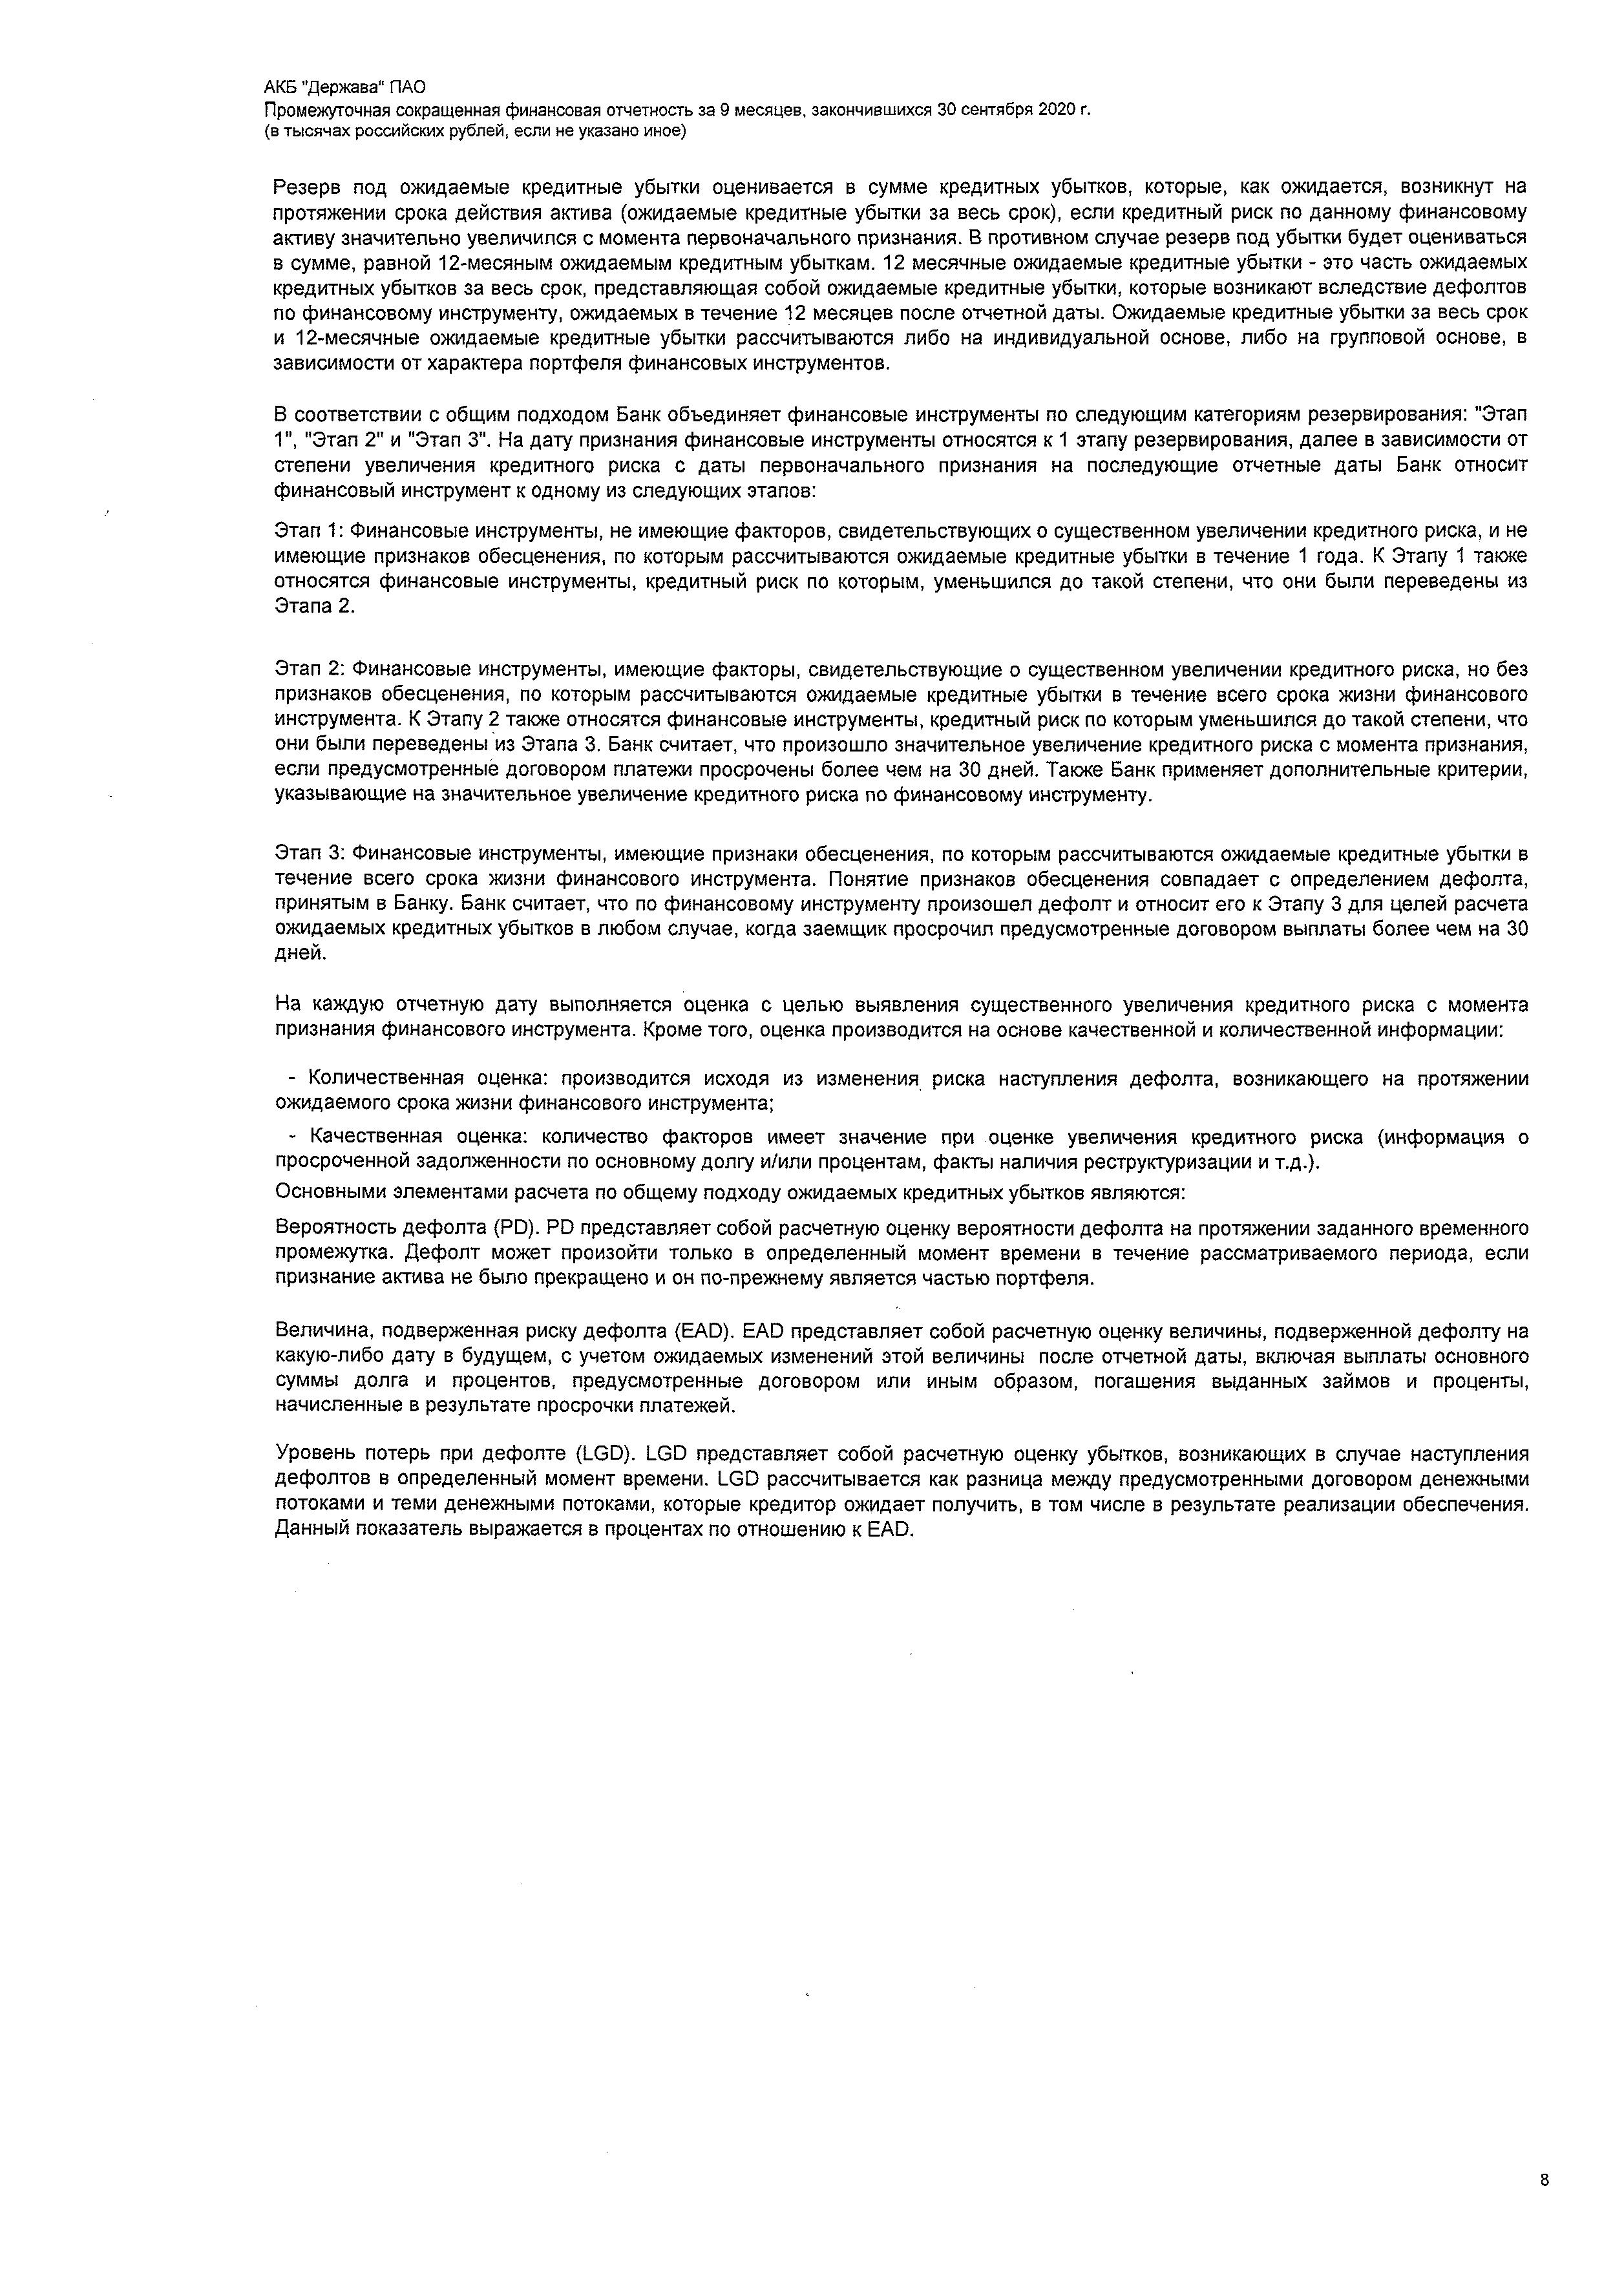 АКБ "Держава" ПАО
Промежуточная сокращенная финансовая отчетность за 9 месяцев, закончившихся 30 сентября 2020 г.
(в тысячах российских рублей, если не указано иное)
Резерв под ожидаемые кредитные убытки оценивается в сумме кредитных убытков, которые, как ожидается, возникнут на
протяжении срока действия актива (ожидаемые кредитные убытки за весь срок), если кредитный риск по данному финансовому
активу значительно увеличился с момента первоначального признания. В противном случае резерв под убытки будет оцениваться
в сумме, равной 12-месяным ожидаемым кредитным убыткам. 12 месячные ожидаемые кредитные убытки - это часть ожидаемых
кредитных убытков за весь срок, представляющая собой ожидаемые кредитные убытки, которые возникают вследствие дефолтов
по финансовому инструменту, ожидаемых в течение 12 месяцев после отчетной даты. Ожидаемые кредитные убытки за весь срок
и 12-месячные ожидаемые кредитные убытки рассчитываются либо на индивидуальной основе, либо на групповой основе, в
зависимости от характера портфеля финансовых инструментов.
В соответствии с общим подходом Банк объединяет финансовые инструменты по следующим категориям резервирования: "Этап
1", "Этап 2" и "Этап 3". На дату признания финансовые инструменты относятся к 1 этапу резервирования, далее в зависимости от
степени увеличения кредитного риска с даты первоначального признания на последующие отчетные даты Банк относит
финансовый инструмент к одному из следующих этапов:
Этап 1: Финансовые инструменты, не имеющие факторов, свидетельствующих о существенном увеличении кредитного риска, и не
имеющие признаков обесценения, по которым рассчитываются ожидаемые кредитные убытки в течение 1 года. К Этапу 1 также
относятся финансовые инструменты, кредитный риск по которым, уменьшился до такой степени, что они были переведены из
Этапа 2.
Этап 2: Финансовые инструменты, имеющие факторы, свидетельствующие о существенном увеличении кредитного риска, но без
признаков обесценения, по которым рассчитываются ожидаемые кредитные убытки в течение всего срока жизни финансового
инструмента. К Этапу 2 также относятся финансовые инструменты, кредитный риск по которым уменьшился до такой степени, что
они были переведены из Этапа 3. Банк считает, что произошло значительное увеличение кредитного риска с момента признания,
если предусмотренные договором платежи просрочены более чем на 30 дней. Также Банк применяет дополнительные критерии,
указывающие на значительное увеличение кредитного риска по финансовому инструменту.
Этап 3: Финансовые инструменты, имеющие признаки обесценения, по которым рассчитываются ожидаемые кредитные убытки в
течение всего срока жизни финансового инструмента. Понятие признаков обесценения совпадает с определением дефолта,
принятым в Банку. Банк считает, что по финансовому инструменту произошел дефолт и относит его к Этапу 3 для целей расчета
ожидаемых кредитных убытков в любом случае, когда заемщик просрочил предусмотренные договором выплаты более чем на 30
дней.
На каждую отчетную дату выполняется оценка с целью выявления существенного увеличения кредитного риска с момента
признания финансового инструмента. Кроме того, оценка производится на основе качественной и количественной информации:
- Количественная оценка: производится исходя из изменения риска наступления дефолта, возникающего на протяжении
ожидаемого срока жизни финансового инструмента;
- Качественная оценка: количество факторов имеет значение при оценке увеличения кредитного риска (информация о
просроченной задолженности по основному долгу и/или процентам, факты наличия реструктуризации и т.д.).
Основными элементами расчета по общему подходу ожидаемых кредитных убытков являются:
Вероятность дефолта (PD). PD представляет собой расчетную оценку вероятности дефолта на протяжении заданного временного
промежутка. Дефолт может произойти только в определенный момент времени в течение рассматриваемого периода, если
признание актива не было прекращено и он по-прежнему является частью портфеля.
Величина, подверженная риску дефолта (EAD). EAD представляет собой расчетную оценку величины, подверженной дефолту на
какую-либо дату в будущем, с учетом ожидаемых изменений этой величины после отчетной даты, включая выплаты основного
суммы долга и процентов, предусмотренные договором или иным образом, погашения выданных займов и проценты,
начисленные в результате просрочки платежей.
Уровень потерь при дефолте (LGD). LGD представляет собой расчетную оценку убытков, возникающих в случае наступления
дефолтов в определенный момент времени. LGD рассчитывается как разница между предусмотренными договором денежными
потоками и теми денежными потоками, которые кредитор ожидает получить, в том числе в результате реализации обеспечения.
Данный показатель выражается в процентах по отношению к EAD.
8